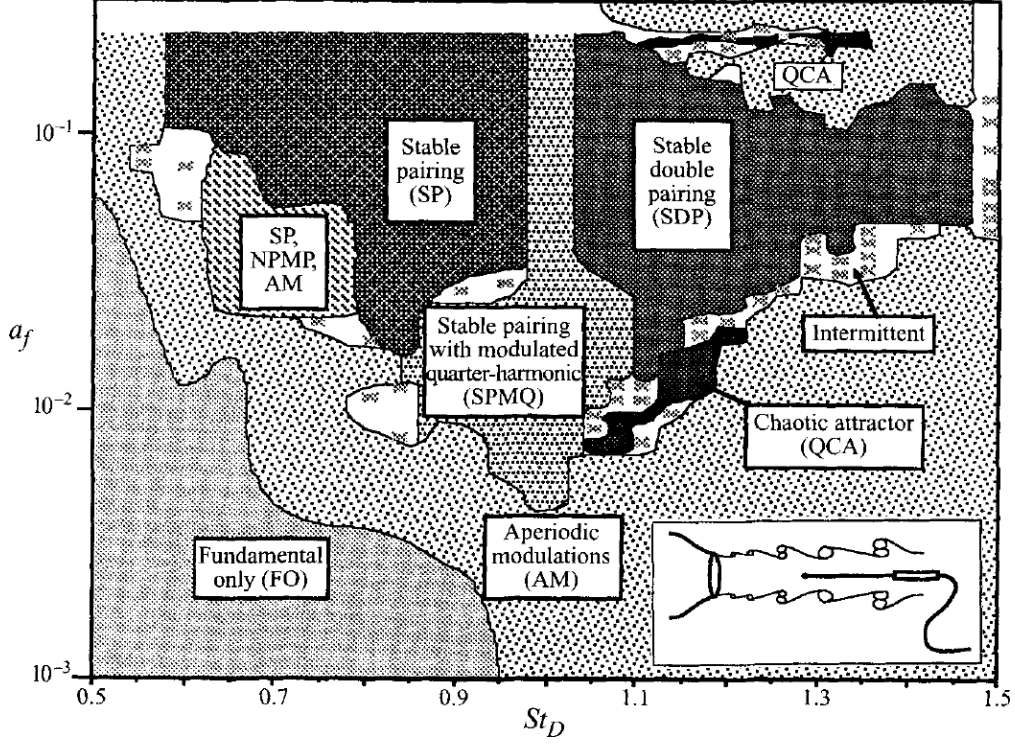 QCA
10⁻¹
Stable
pairing
(SP)
Stable
double
pairing
(SDP)
SP,
NPMP,
AM
a_f
Stable pairing
with modulated
quarter-harmonic
(SPMQ)
Intermittent
10⁻²
Chaotic attractor
(QCA)
Aperiodic
modulations
(AM)
Fundamental
only (FO)
10⁻³
0.5 0.7 0.9 1.1 1.3 1.5
St_D